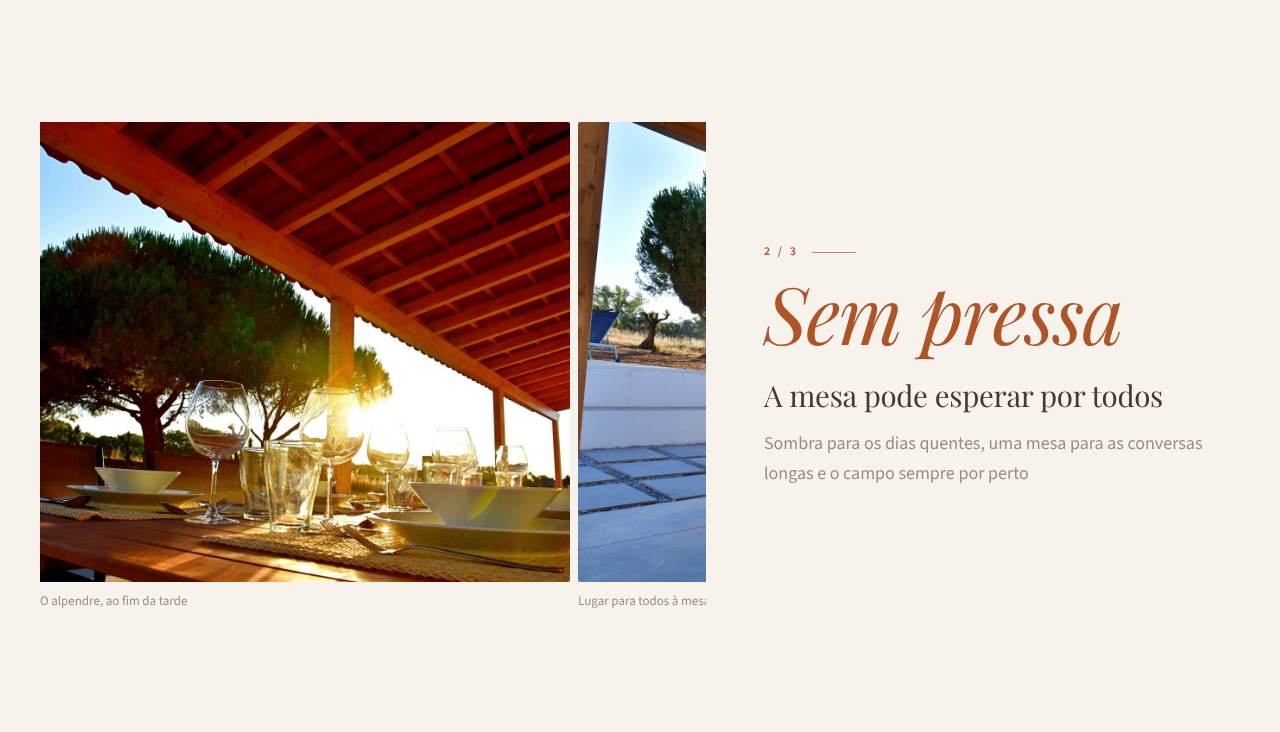 2 / 3
Sem pressa
A mesa pode esperar por todos
Sombra para os dias quentes, uma mesa para as conversas
longas e o campo sempre por perto
O alpendre, ao fim da tarde
Lugar para todos à mesa